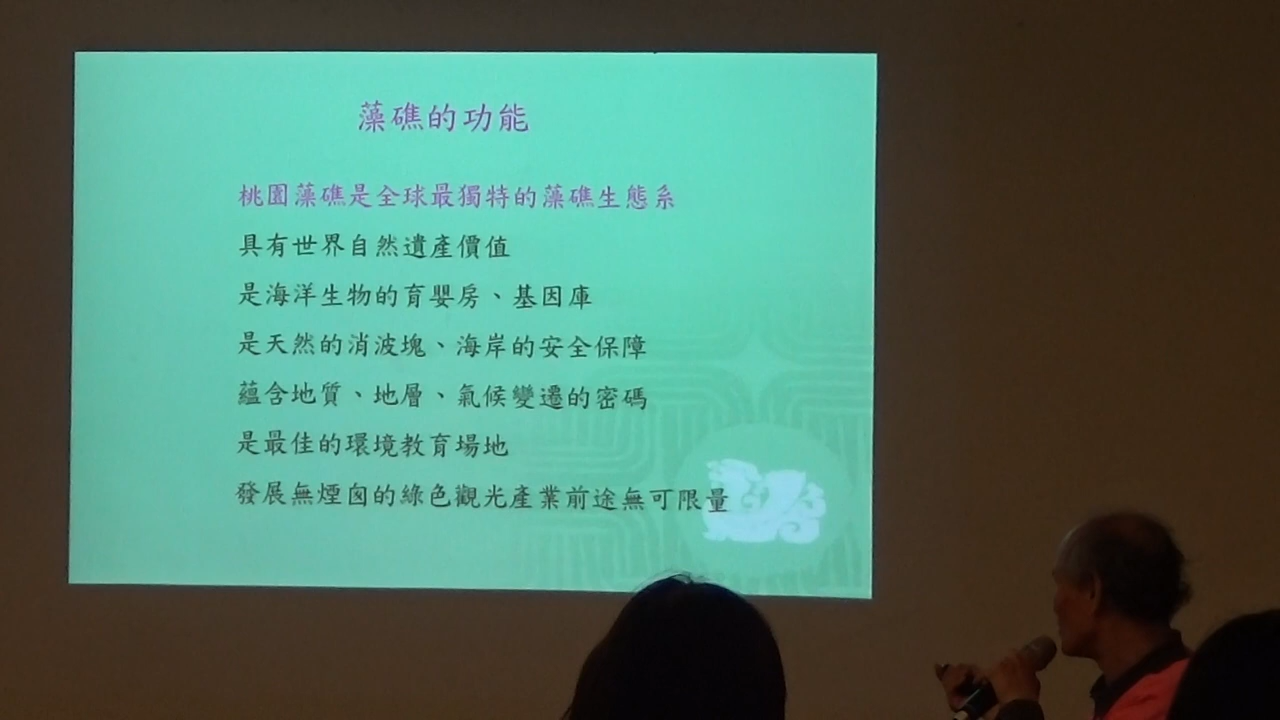 藻礁的功能
桃園藻礁是全球最獨特的藻礁生態系
具有世界自然遺產價值
是海洋生物的育嬰房、基因庫
是天然的消波塊、海岸的安全保障
蘊含地質、地層、氣候變遷的密碼
是最佳的環境教育場地
發展無煙囪的綠色觀光產業前途無可限量